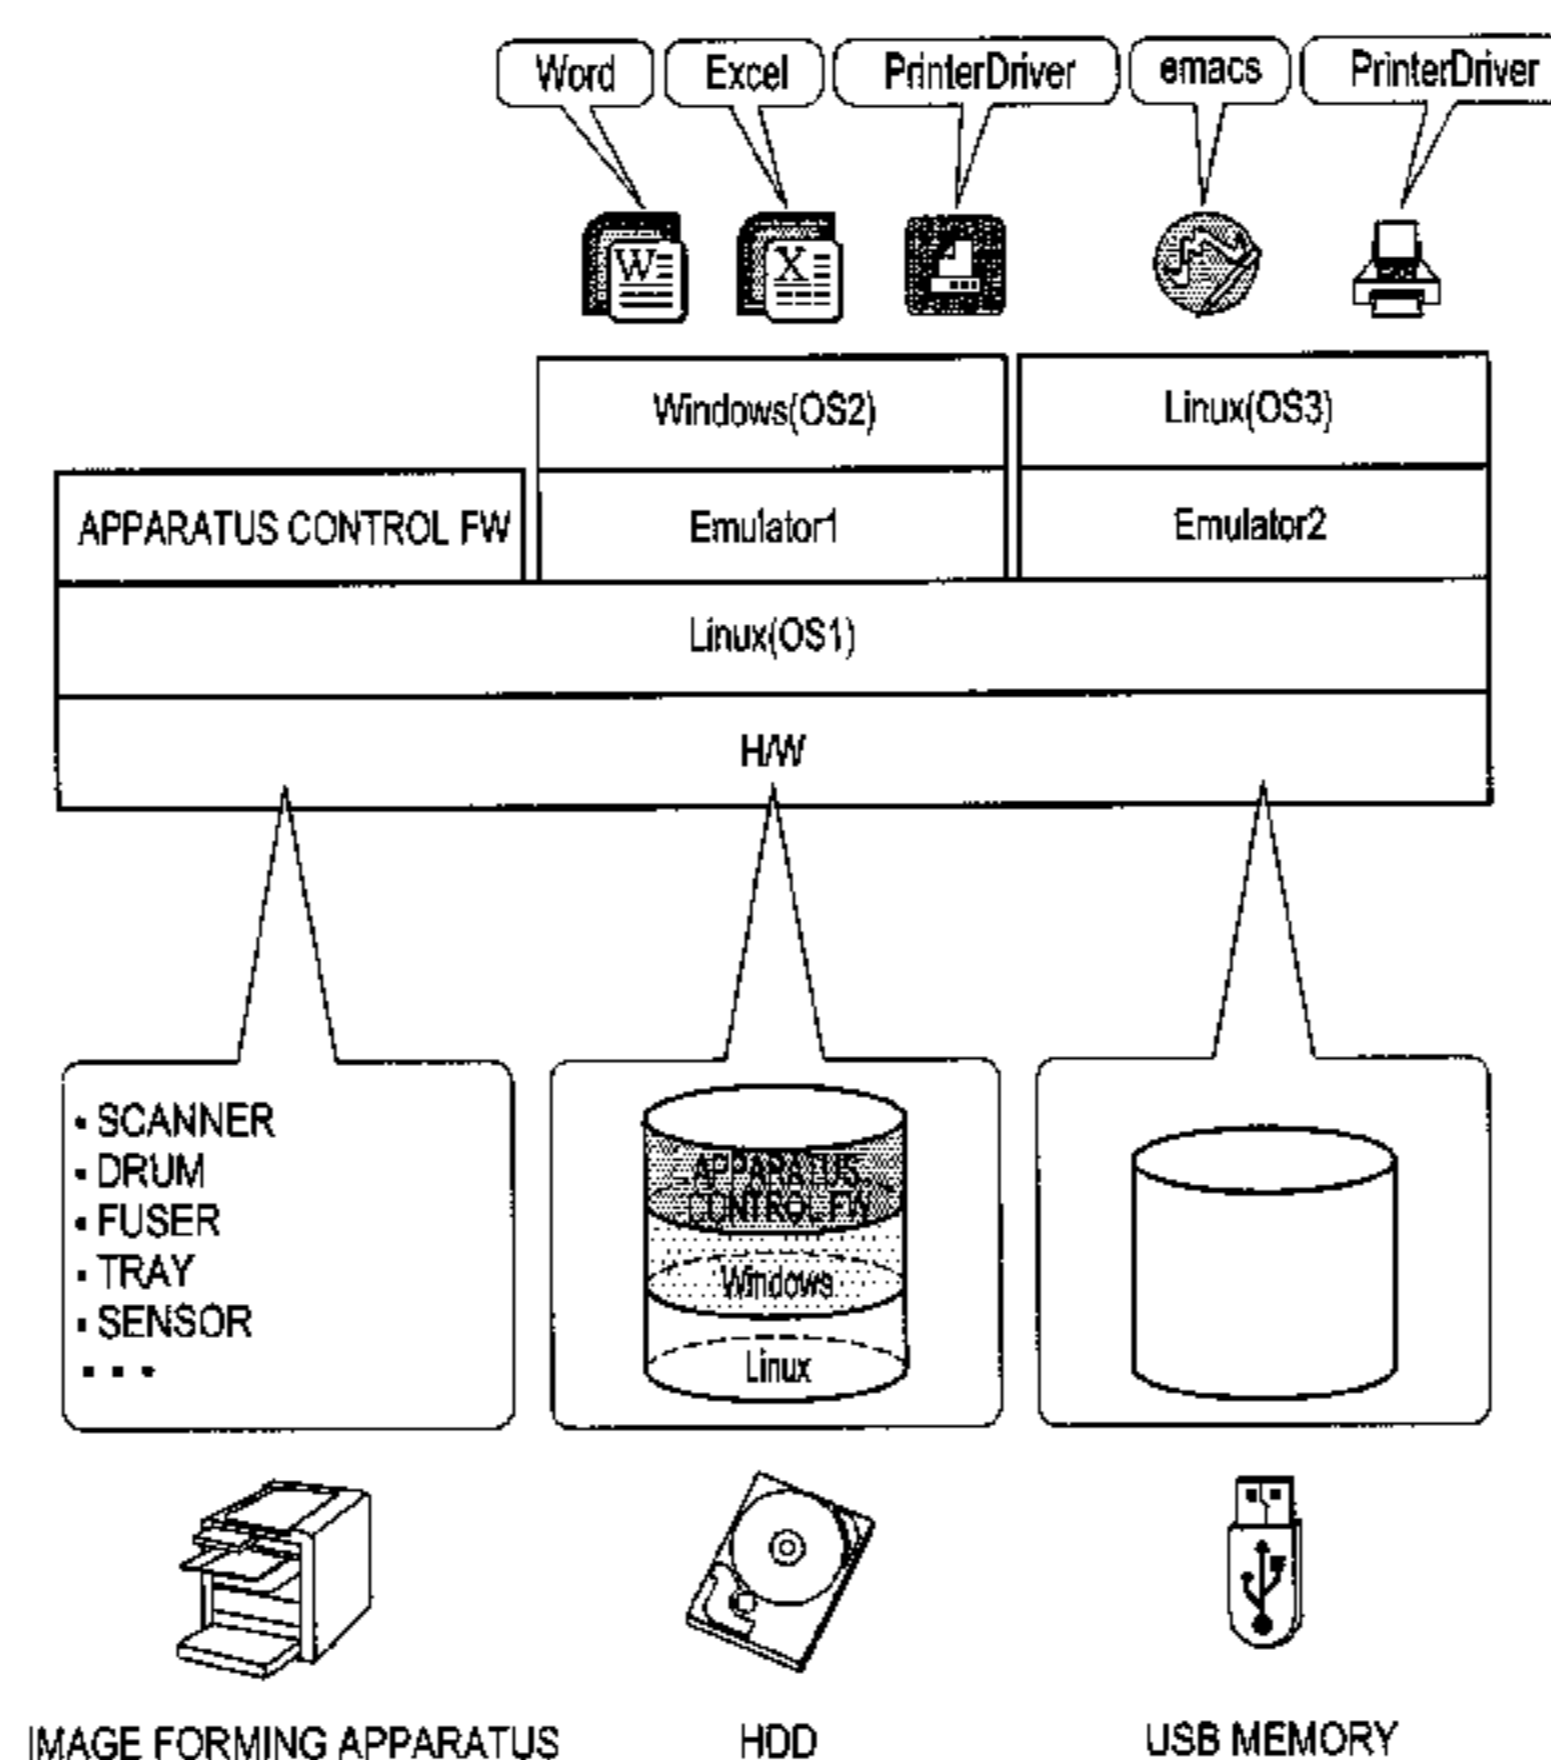 Word Excel PrinterDriver emacs PrinterDriver
W X
Windows(OS2) Linux(OS3)
APPARATUS CONTROL FW Emulator1 Emulator2
Linux(OS1)
H/W
▪ SCANNER
▪ DRUM
▪ FUSER
▪ TRAY
▪ SENSOR
▪ ▪ ▪
APPARATUS
CONTROL FW
Windows
Linux
IMAGE FORMING APPARATUS HDD USB MEMORY